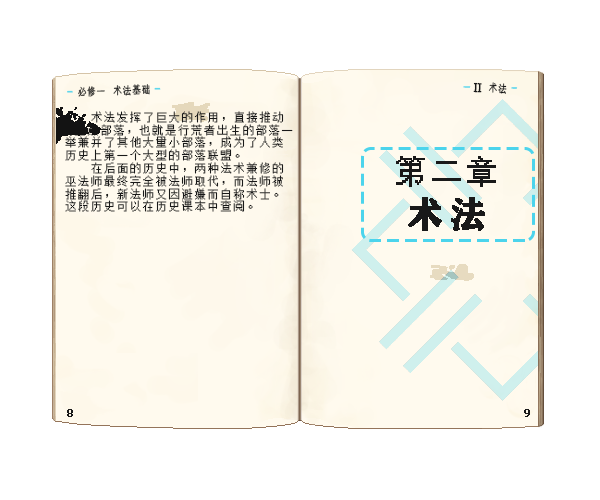 - 必修一 术法基础 -
术法发挥了巨大的作用，直接推动
部落，也就是行荒者出生的部落一
举兼并了其他大量小部落，成为了人类
历史上第一个大型的部落联盟。
在后面的历史中，两种法术兼修的
巫法师最终完全被法师取代，而法师被
推翻后，新法师又因避嫌而自称术士。
这段历史可以在历史课本中查阅。
8
- II 术法 -
第二章
术法
9